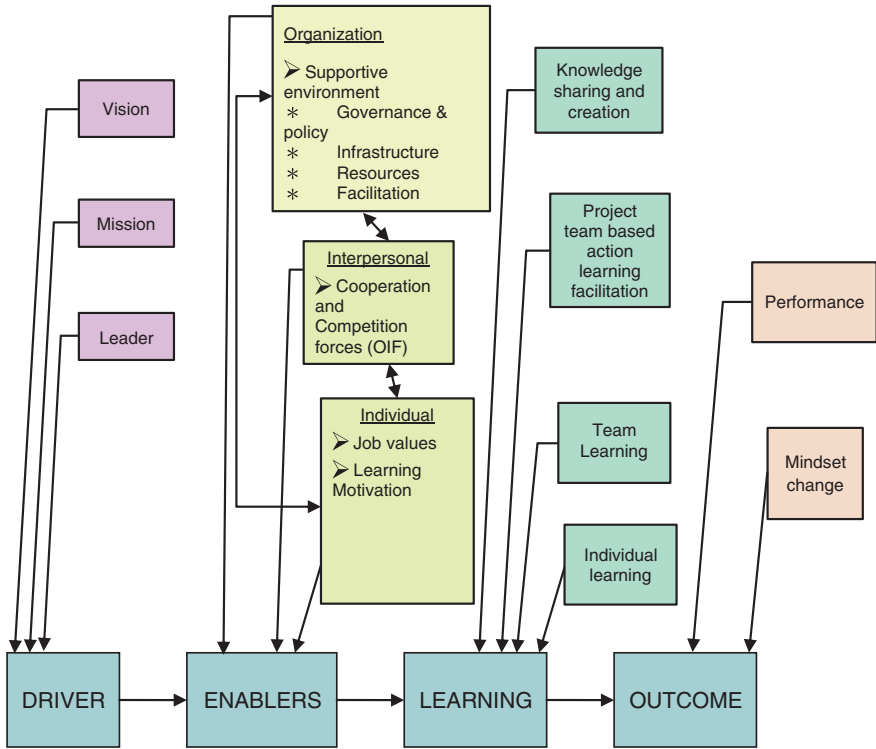 Vision
Mission
Leader
Organization
➢ Supportive
environment
* Governance &
policy
* Infrastructure
* Resources
* Facilitation
Interpersonal
➢ Cooperation
and
Competition
forces (OIF)
Individual
➢ Job values
➢ Learning
Motivation
Knowledge
sharing and
creation
Project
team based
action
learning
facilitation
Team
Learning
Individual
learning
Performance
Mindset
change
DRIVER
ENABLERS
LEARNING
OUTCOME